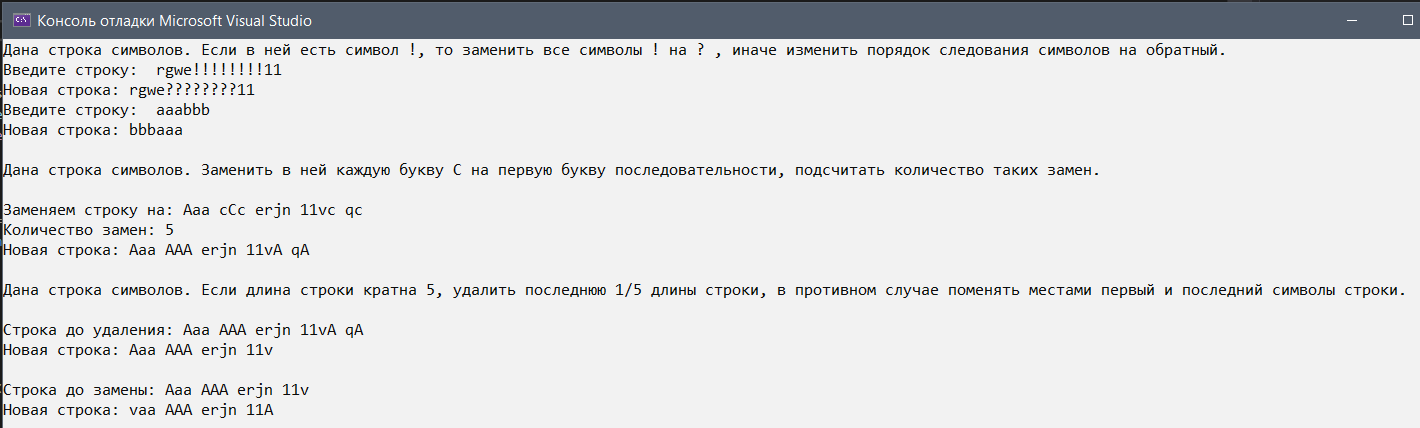 Консоль отладки Microsoft Visual Studio
Дана строка символов. Если в ней есть символ !, то заменить все символы ! на ? , иначе изменить порядок следования символов на обратный.
Введите строку:  rgwe!!!!!!!!11
Новая строка: rgwe????????11
Введите строку:  aaabbb
Новая строка: bbbaaa
Дана строка символов. Заменить в ней каждую букву С на первую букву последовательности, подсчитать количество таких замен.
Заменяем строку на: Aaa cCc erjn 11vc qc
Количество замен: 5
Новая строка: Aaa AAA erjn 11vA qA
Дана строка символов. Если длина строки кратна 5, удалить последнюю 1/5 длины строки, в противном случае поменять местами первый и последний символы строки.
Строка до удаления: Aaa AAA erjn 11vA qA
Новая строка: Aaa AAA erjn 11v
Строка до замены: Aaa AAA erjn 11v
Новая строка: vaa AAA erjn 11A